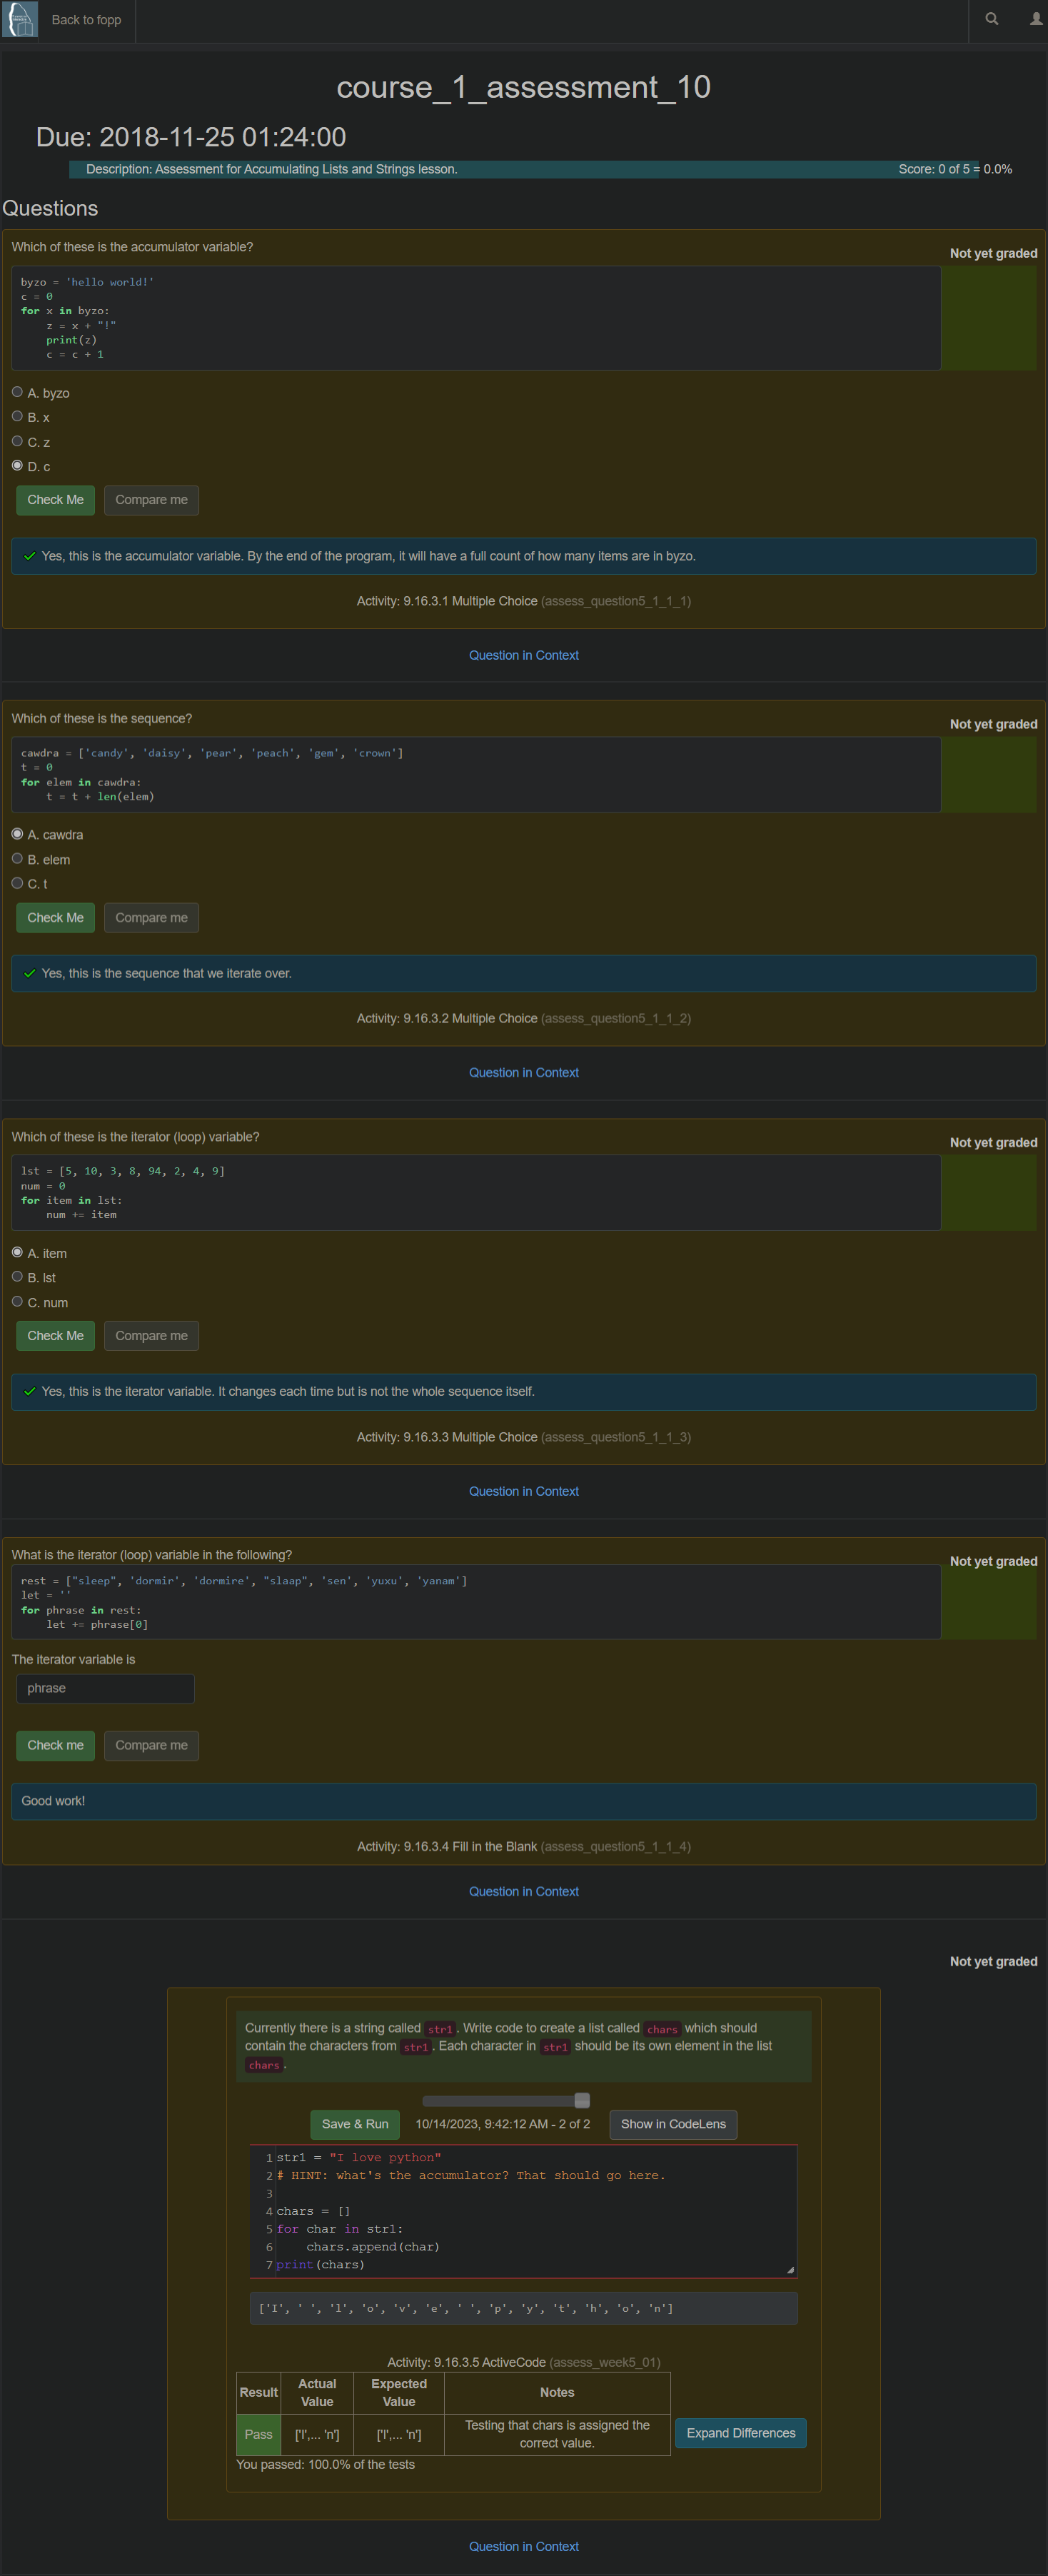 Back to fopp
course_1_assessment_10
Due: 2018-11-25 01:24:00
Description: Assessment for Accumulating Lists and Strings lesson.
Score: 0 of 5 = 0.0%
Questions
Which of these is the accumulator variable?
Not yet graded
byzo = 'hello world!'
c = 0
for x in byzo:
    z = x + "!"
    print(z)
    c = c + 1
A. byzo
B. x
C. z
D. c
Check Me
Compare me
Yes, this is the accumulator variable. By the end of the program, it will have a full count of how many items are in byzo.
Activity: 9.16.3.1 Multiple Choice (assess_question5_1_1_1)
Question in Context
Which of these is the sequence?
Not yet graded
cawdra = ['candy', 'daisy', 'pear', 'peach', 'gem', 'crown']
t = 0
for elem in cawdra:
    t = t + len(elem)
A. cawdra
B. elem
C. t
Check Me
Compare me
Yes, this is the sequence that we iterate over.
Activity: 9.16.3.2 Multiple Choice (assess_question5_1_1_2)
Question in Context
Which of these is the iterator (loop) variable?
Not yet graded
lst = [5, 10, 3, 8, 94, 2, 4, 9]
num = 0
for item in lst:
    num += item
A. item
B. lst
C. num
Check Me
Compare me
Yes, this is the iterator variable. It changes each time but is not the whole sequence itself.
Activity: 9.16.3.3 Multiple Choice (assess_question5_1_1_3)
Question in Context
What is the iterator (loop) variable in the following?
Not yet graded
rest = ["sleep", 'dormir', 'dormire', "slaap", 'sen', 'yuxu', 'yanam']
let = ''
for phrase in rest:
    let += phrase[0]
The iterator variable is
phrase
Check me
Compare me
Good work!
Activity: 9.16.3.4 Fill in the Blank (assess_question5_1_1_4)
Question in Context
Not yet graded
Currently there is a string called str1. Write code to create a list called chars which should
contain the characters from str1. Each character in str1 should be its own element in the list
chars.
Save & Run
10/14/2023, 9:42:12 AM - 2 of 2
Show in CodeLens
1 str1 = "I love python"
2 # HINT: what's the accumulator? That should go here.
3
4 chars = []
5 for char in str1:
6     chars.append(char)
7 print(chars)
['I', ' ', 'l', 'o', 'v', 'e', ' ', 'p', 'y', 't', 'h', 'o', 'n']
Activity: 9.16.3.5 ActiveCode (assess_week5_01)
Result
Actual
Value
Expected
Value
Notes
Pass
['I',... 'n']
['I',... 'n']
Testing that chars is assigned the
correct value.
Expand Differences
You passed: 100.0% of the tests
Question in Context